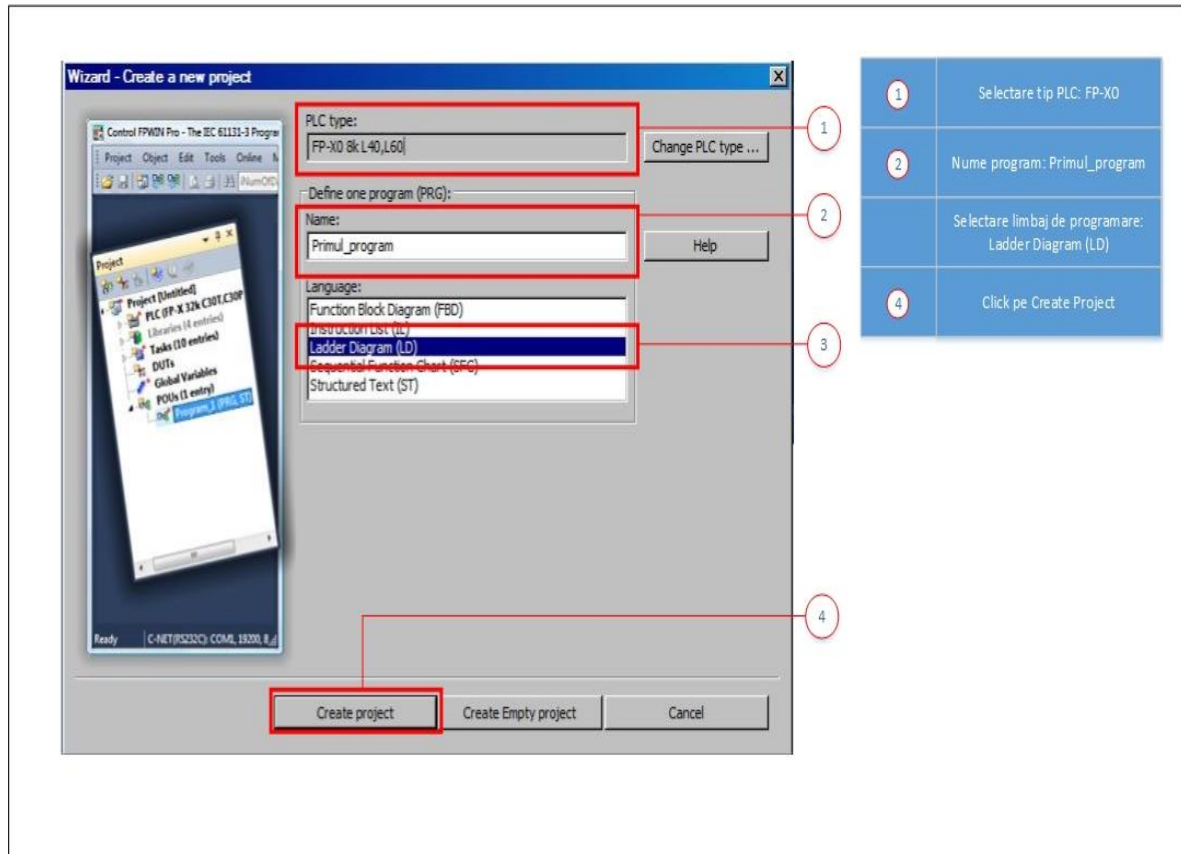 Wizard - Create a new project
Control FPWIN Pro - The IEC 61131-3 Progra
Project Object Edit Tools Online
Project
Project [Untitled]
PLC (FP-X 32k C30T,C30P
Libraries (4 entries)
Tasks (10 entries)
DUTs
Global Variables
POUs (1 entry)
Program_1 (PRG, ST)
Ready C-NET(RS232C): COM1, 19200, 8,
PLC type:
FP-X0 8k L40,L60
Change PLC type ...
Define one program (PRG):
Name:
Primul_program
Help
Language:
Function Block Diagram (FBD)
Instruction List (IL)
Ladder Diagram (LD)
Sequential Function Chart (SFC)
Structured Text (ST)
Create project
Create Empty project
Cancel
1
2
3
4
1 Selectare tip PLC: FP-X0
2 Nume program: Primul_program
Selectare limbaj de programare:
Ladder Diagram (LD)
4 Click pe Create Project